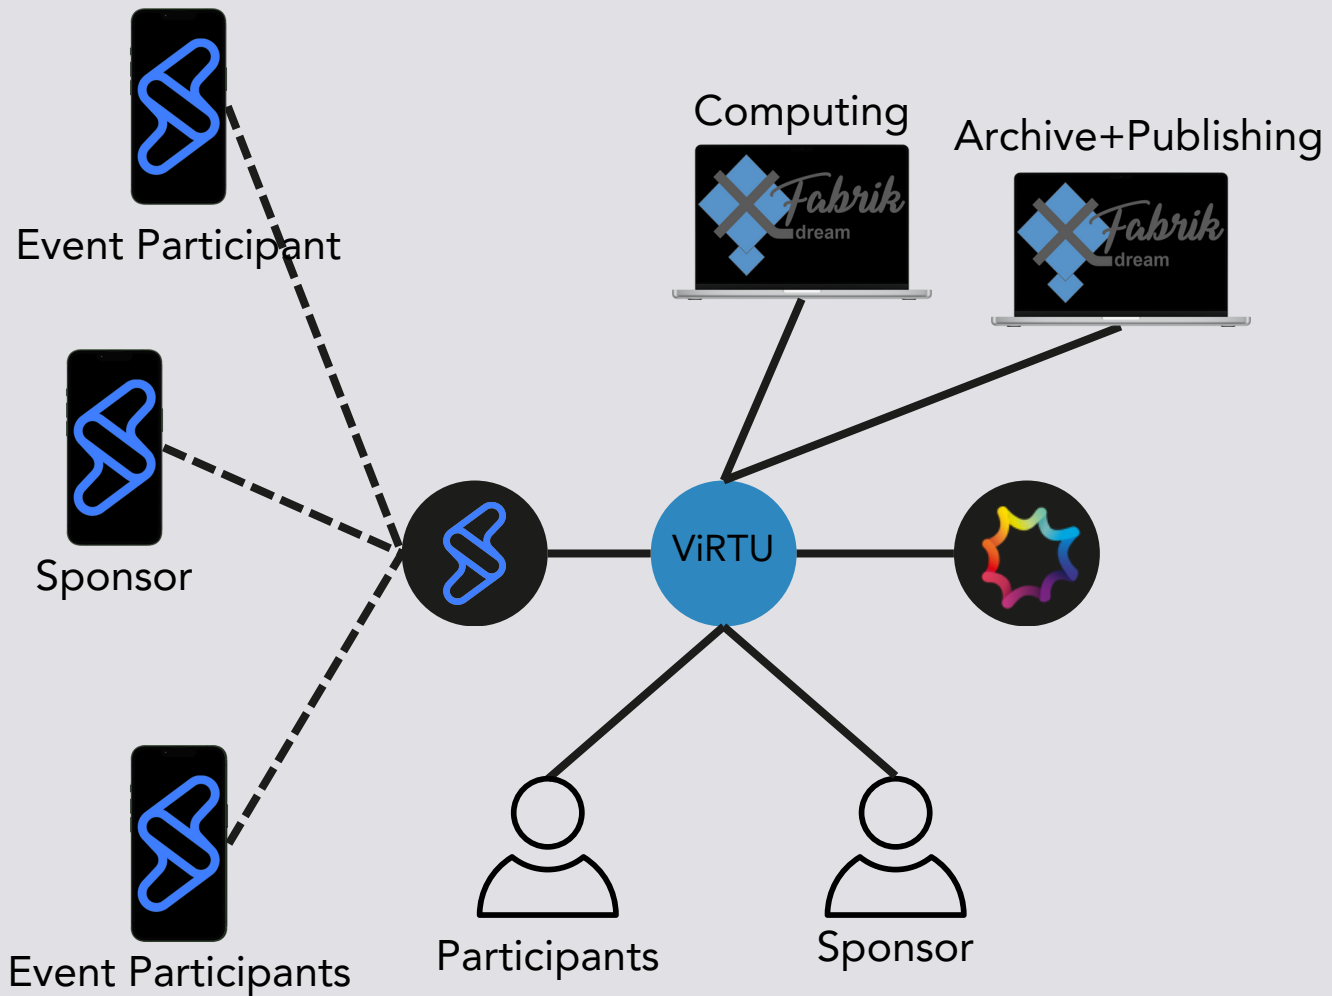 Computing
Archive+Publishing
Fabrik
dream
Fabrik
dream
Event Participant
Sponsor
ViRTU
Event Participants
Participants
Sponsor